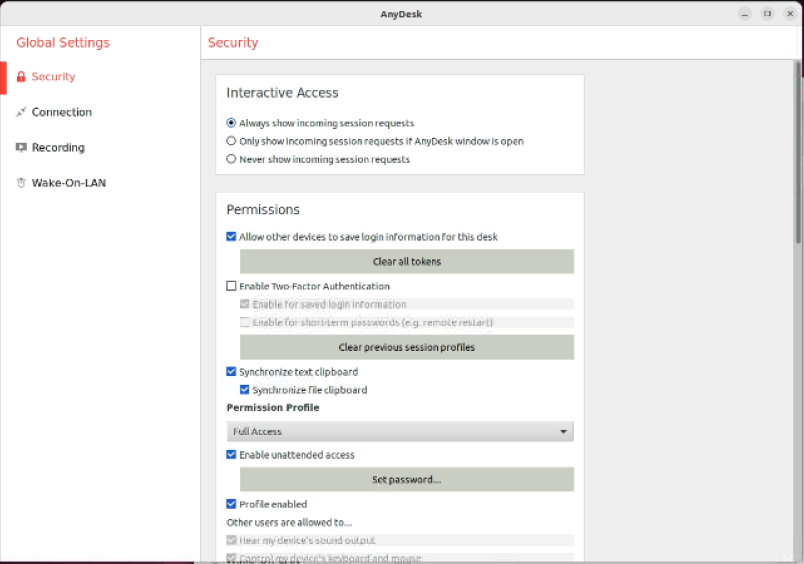 AnyDesk
Global Settings
Security
Security
Connection
Recording
Wake-On-LAN
Interactive Access
Always show incoming session requests
Only show incoming session requests if AnyDesk window is open
Never show incoming session requests
Permissions
Allow other devices to save login information for this desk
Clear all tokens
Enable Two-Factor Authentication
Enable for saved login information
Enable for short-term passwords (e.g. remote restart)
Clear previous session profiles
Synchronize text clipboard
Synchronize file clipboard
Permission Profile
Full Access
Enable unattended access
Set password...
Profile enabled
Other users are allowed to...
Hear my device's sound output
Control my device's keyboard and mouse